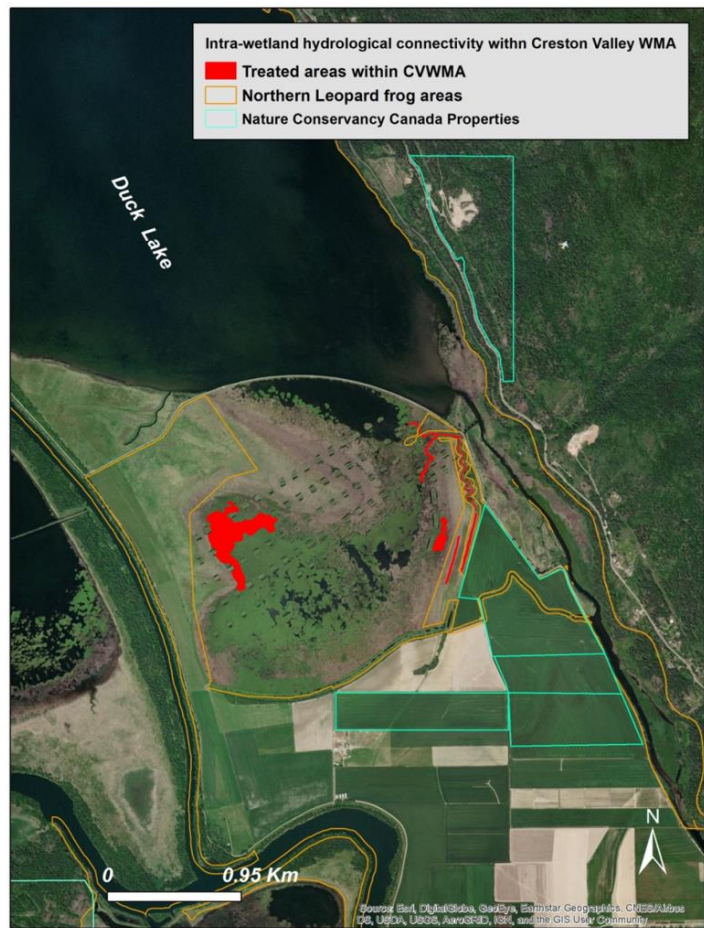 Intra-wetland hydrological connectivity withn Creston Valley WMA
Treated areas within CVWMA
Northern Leopard frog areas
Nature Conservancy Canada Properties
Duck Lake
N
0 0.95 Km
Source: Esri, DigitalGlobe, GeoEye, Earthstar Geographics, CNES/Airbus
DS, USDA, USGS, AeroGRID, IGN, and the GIS User Community